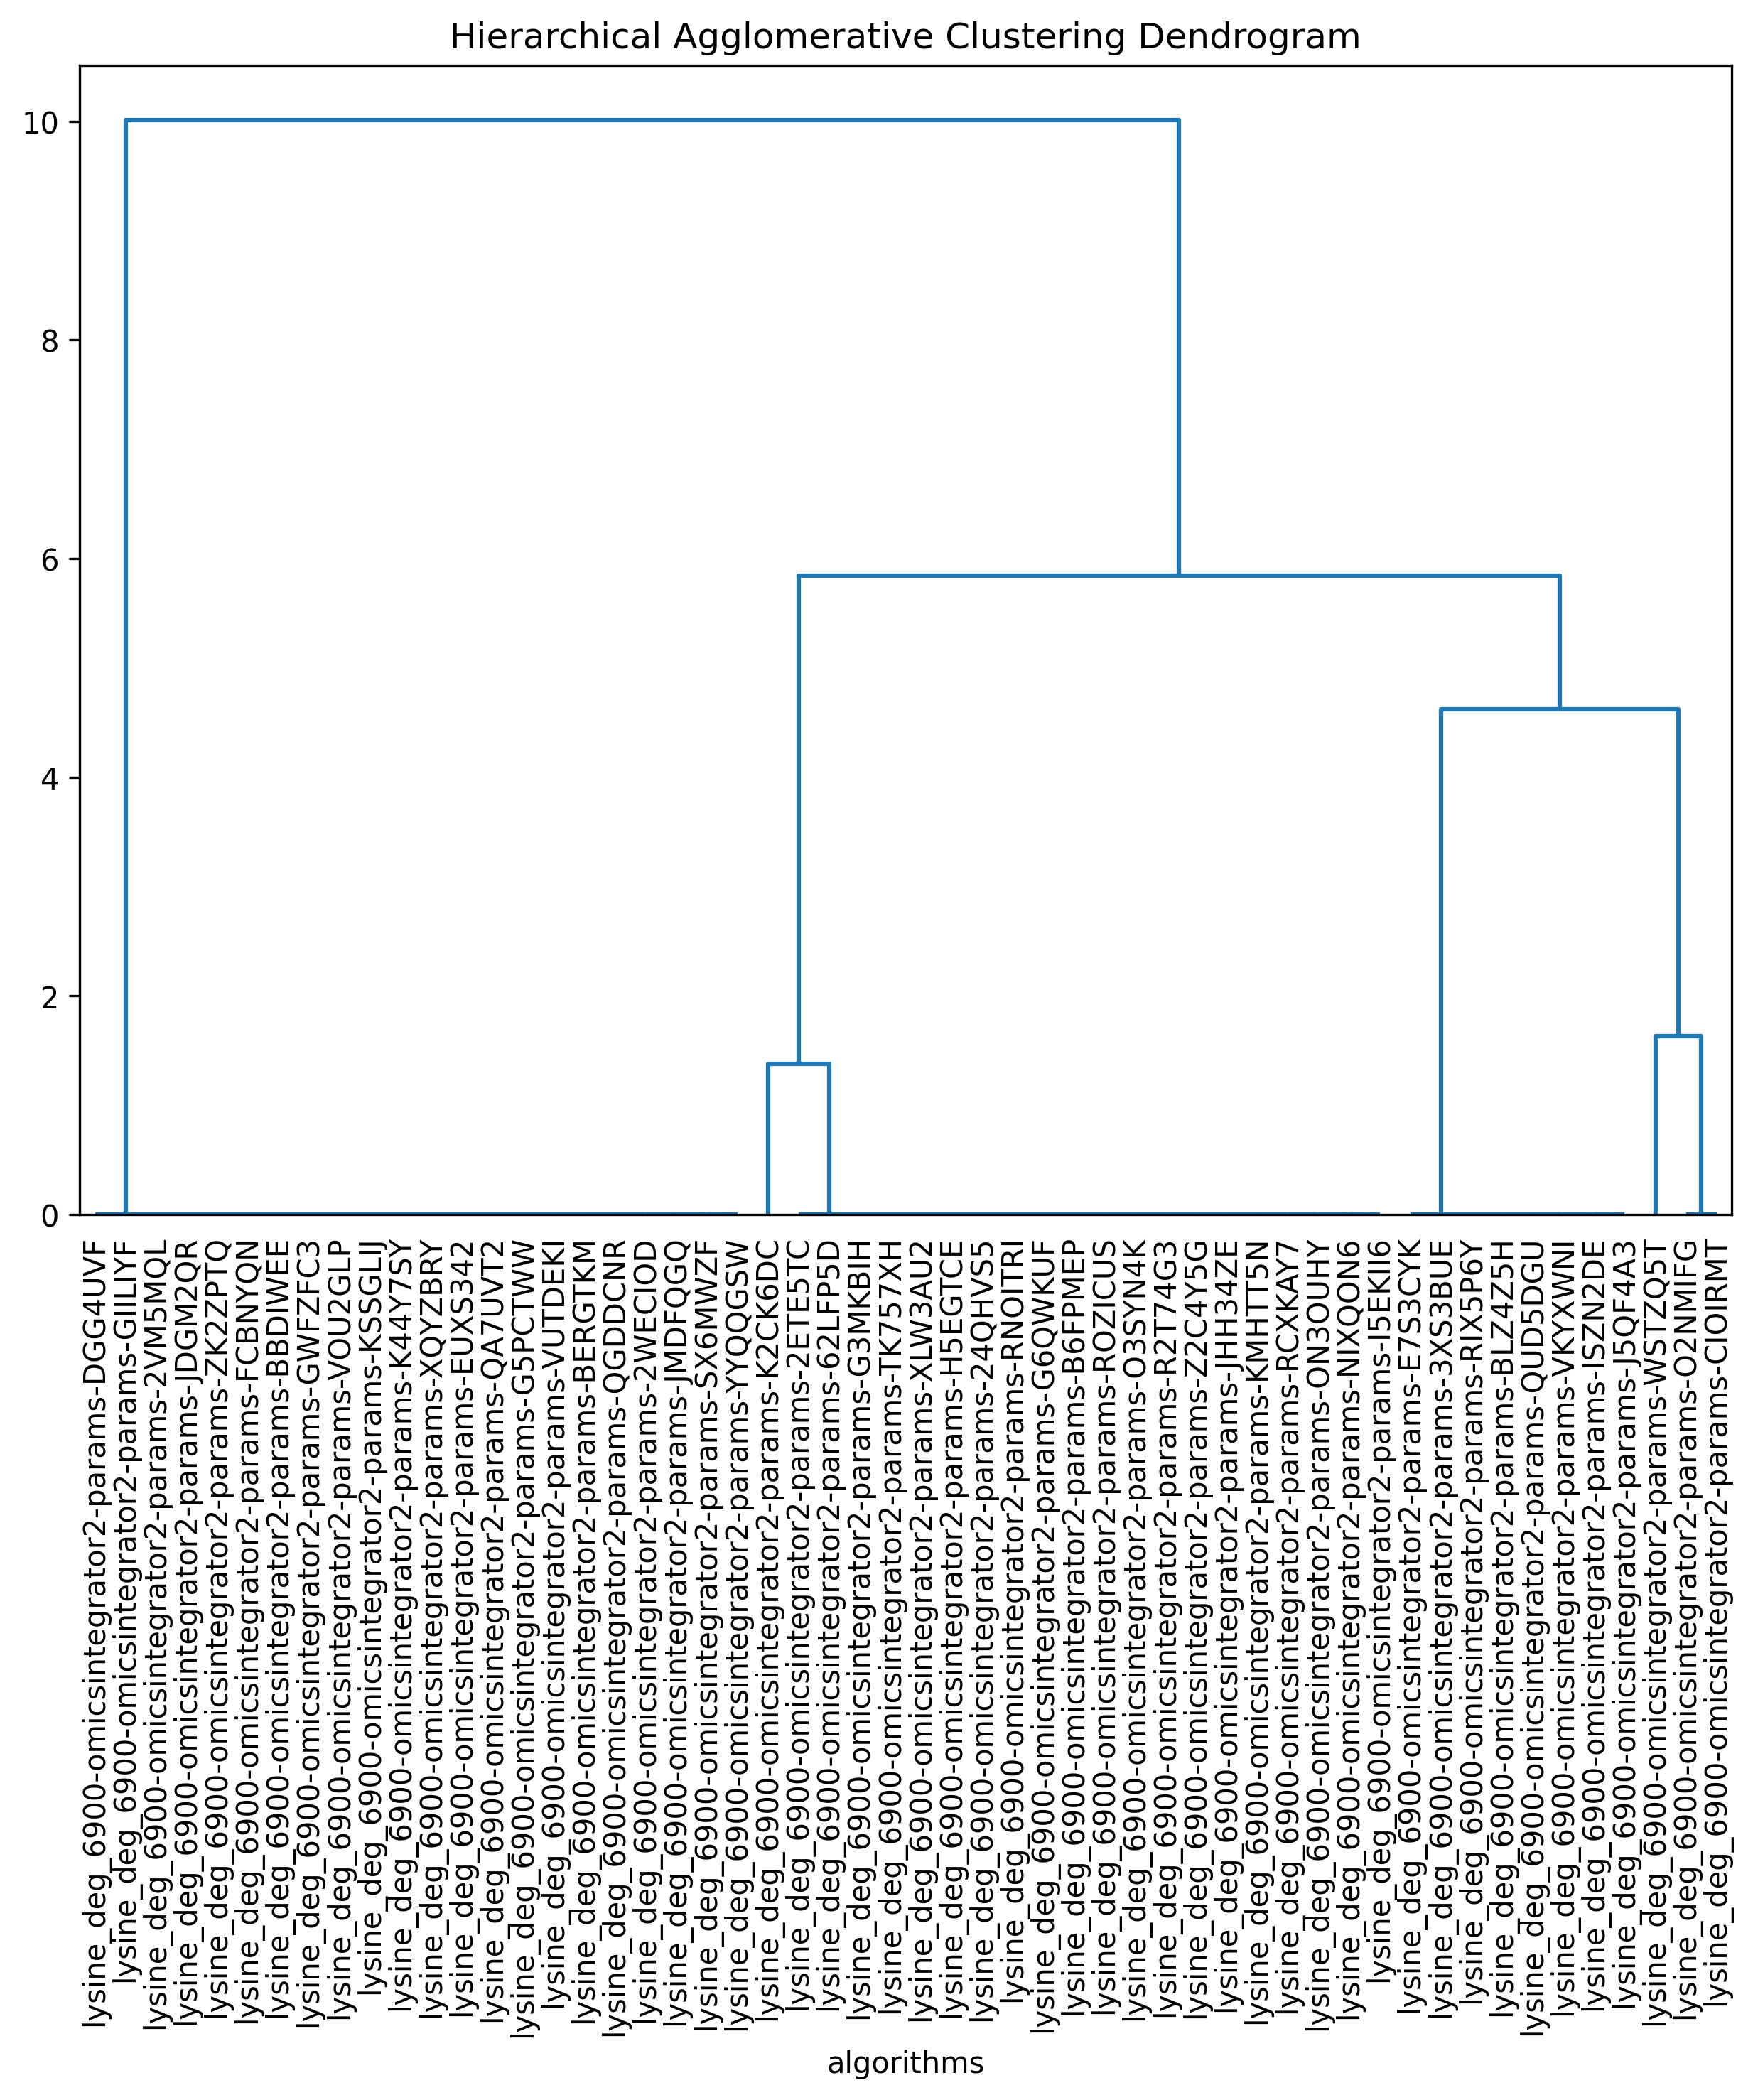 Hierarchical Agglomerative Clustering Dendrogram
10
8
6
4
2
0
lysine_deg_6900-omicsintegrator2-params-DGG4UVF
lysine_deg_6900-omicsintegrator2-params-GIILIYF
lysine_deg_6900-omicsintegrator2-params-2VM5MQL
lysine_deg_6900-omicsintegrator2-params-JDGM2QR
lysine_deg_6900-omicsintegrator2-params-ZK2ZPTQ
lysine_deg_6900-omicsintegrator2-params-FCBNYQN
lysine_deg_6900-omicsintegrator2-params-BBDIWEE
lysine_deg_6900-omicsintegrator2-params-GWFZFC3
lysine_deg_6900-omicsintegrator2-params-VOU2GLP
lysine_deg_6900-omicsintegrator2-params-KSSGLIJ
lysine_deg_6900-omicsintegrator2-params-K44Y7SY
lysine_deg_6900-omicsintegrator2-params-XQYZBRY
lysine_deg_6900-omicsintegrator2-params-EUXS342
lysine_deg_6900-omicsintegrator2-params-QA7UVT2
lysine_deg_6900-omicsintegrator2-params-G5PCTWW
lysine_deg_6900-omicsintegrator2-params-VUTDEKI
lysine_deg_6900-omicsintegrator2-params-BERGTKM
lysine_deg_6900-omicsintegrator2-params-QGDDCNR
lysine_deg_6900-omicsintegrator2-params-2WECIOD
lysine_deg_6900-omicsintegrator2-params-JMDFQGQ
lysine_deg_6900-omicsintegrator2-params-SX6MWZF
lysine_deg_6900-omicsintegrator2-params-YYQQGSW
lysine_deg_6900-omicsintegrator2-params-K2CK6DC
lysine_deg_6900-omicsintegrator2-params-2ETE5TC
lysine_deg_6900-omicsintegrator2-params-62LFP5D
lysine_deg_6900-omicsintegrator2-params-G3MKBIH
lysine_deg_6900-omicsintegrator2-params-TK757XH
lysine_deg_6900-omicsintegrator2-params-XLW3AU2
lysine_deg_6900-omicsintegrator2-params-H5EGTCE
lysine_deg_6900-omicsintegrator2-params-24QHVS5
lysine_deg_6900-omicsintegrator2-params-RNOITRI
lysine_deg_6900-omicsintegrator2-params-G6QWKUF
lysine_deg_6900-omicsintegrator2-params-B6FPMEP
lysine_deg_6900-omicsintegrator2-params-ROZICUS
lysine_deg_6900-omicsintegrator2-params-O3SYN4K
lysine_deg_6900-omicsintegrator2-params-R2T74G3
lysine_deg_6900-omicsintegrator2-params-Z2C4Y5G
lysine_deg_6900-omicsintegrator2-params-JHH34ZE
lysine_deg_6900-omicsintegrator2-params-KMHTT5N
lysine_deg_6900-omicsintegrator2-params-RCXKAY7
lysine_deg_6900-omicsintegrator2-params-ON3OUHY
lysine_deg_6900-omicsintegrator2-params-NIXQON6
lysine_deg_6900-omicsintegrator2-params-I5EKII6
lysine_deg_6900-omicsintegrator2-params-E7S3CYK
lysine_deg_6900-omicsintegrator2-params-3XS3BUE
lysine_deg_6900-omicsintegrator2-params-RIX5P6Y
lysine_deg_6900-omicsintegrator2-params-BLZ4Z5H
lysine_deg_6900-omicsintegrator2-params-QUD5DGU
lysine_deg_6900-omicsintegrator2-params-VKYXWNI
lysine_deg_6900-omicsintegrator2-params-ISZN2DE
lysine_deg_6900-omicsintegrator2-params-J5QF4A3
lysine_deg_6900-omicsintegrator2-params-WSTZQ5T
lysine_deg_6900-omicsintegrator2-params-O2NMIFG
lysine_deg_6900-omicsintegrator2-params-CIOIRMT
algorithms